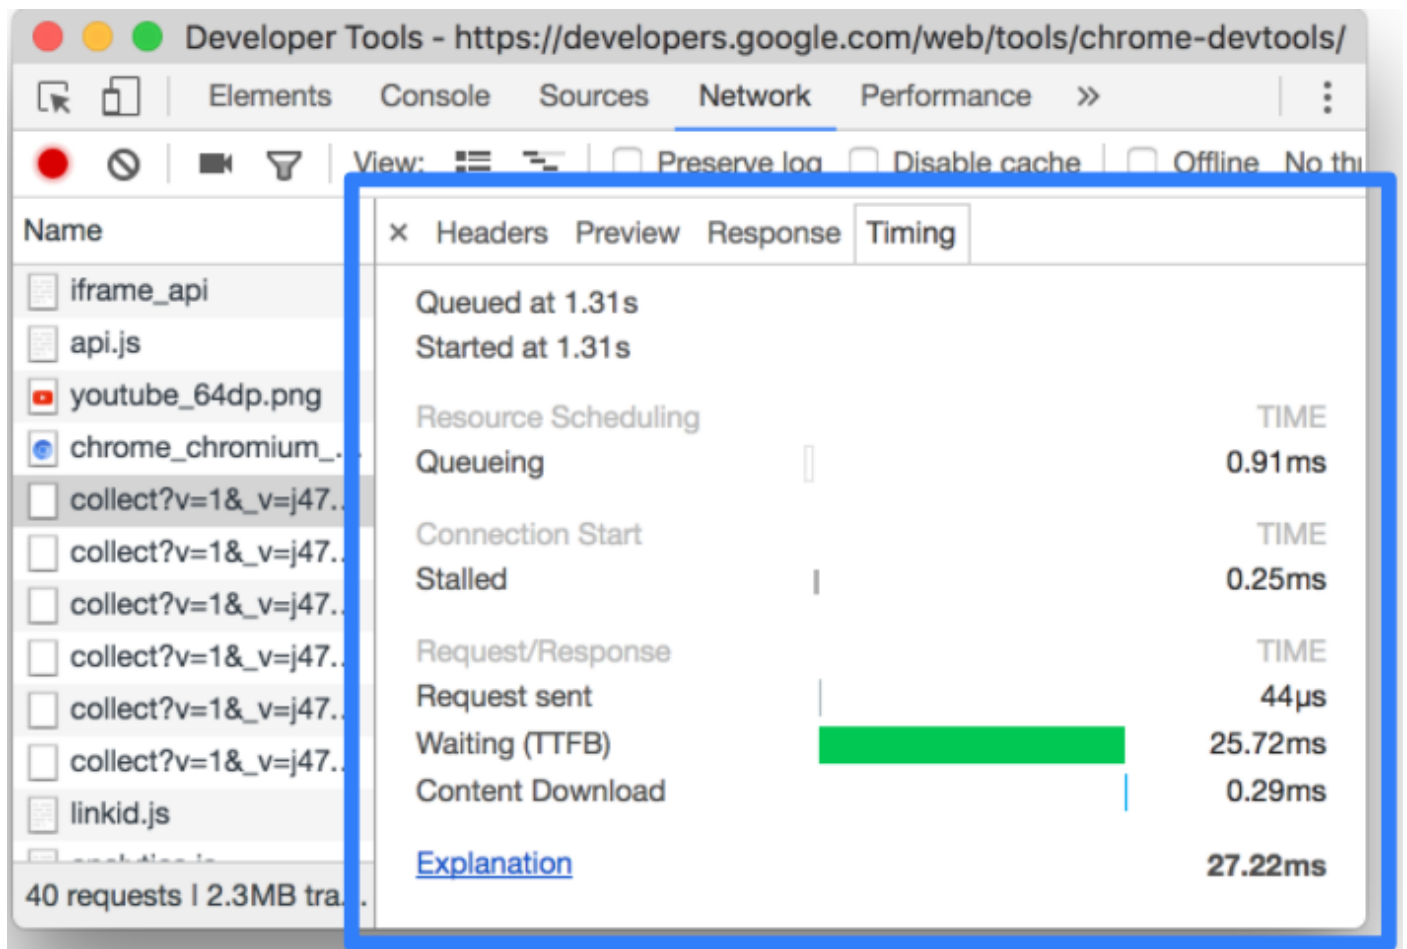 Developer Tools - https://developers.google.com/web/tools/chrome-devtools/
Elements Console Sources Network Performance »
View: Preserve log Disable cache Offline No
Name
× Headers Preview Response Timing
iframe_api
api.js
youtube_64dp.png
chrome_chromium_...
collect?v=1&_v=j47...
collect?v=1&_v=j47...
collect?v=1&_v=j47...
collect?v=1&_v=j47...
collect?v=1&_v=j47...
collect?v=1&_v=j47...
linkid.js
40 requests | 2.3MB tra...
Queued at 1.31s
Started at 1.31s
Resource Scheduling TIME
Queueing 0.91ms
Connection Start TIME
Stalled 0.25ms
Request/Response TIME
Request sent 44µs
Waiting (TTFB) 25.72ms
Content Download 0.29ms
Explanation 27.22ms